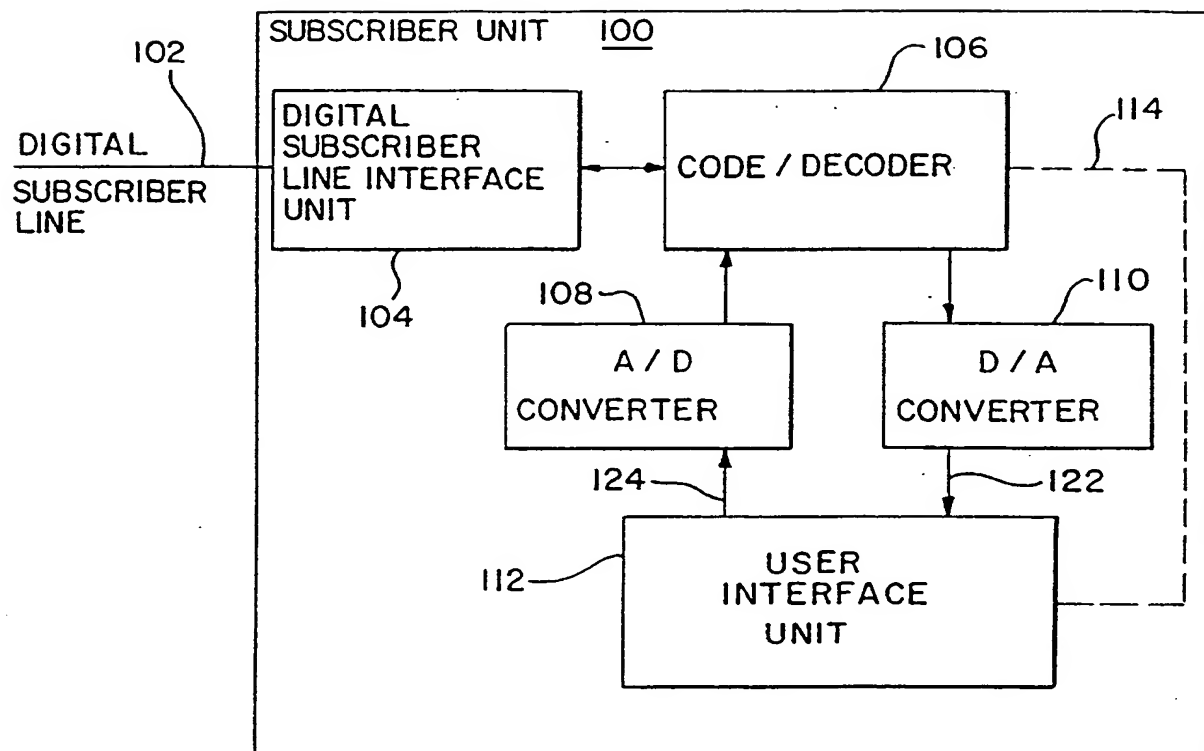 SUBSCRIBER UNIT 100
102
106
114
DIGITAL
SUBSCRIBER
LINE
DIGITAL
SUBSCRIBER
LINE INTERFACE
UNIT
CODE / DECODER
104
108
110
A / D
CONVERTER
D / A
CONVERTER
124
122
112
USER
INTERFACE
UNIT